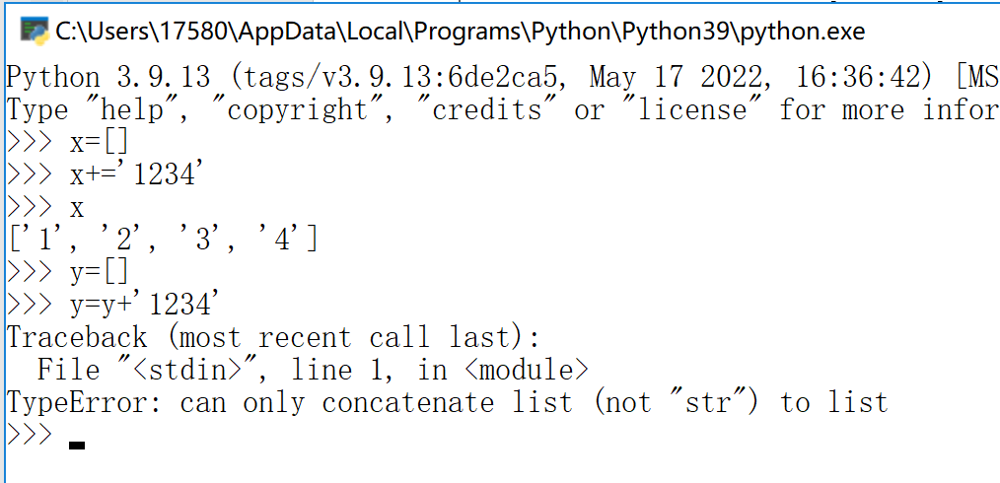 C:\Users\17580\AppData\Local\Programs\Python\Python39\python.exe
Python 3.9.13 (tags/v3.9.13:6de2ca5, May 17 2022, 16:36:42) [MS
Type "help", "copyright", "credits" or "license" for more infor
>>> x=[]
>>> x+='1234'
>>> x
['1', '2', '3', '4']
>>> y=[]
>>> y=y+'1234'
Traceback (most recent call last):
  File "<stdin>", line 1, in <module>
TypeError: can only concatenate list (not "str") to list
>>>